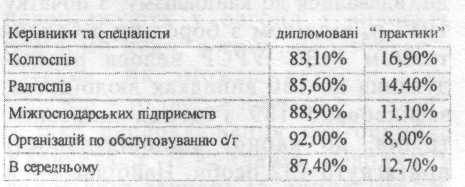 Керівники та спеціалісти дипломовані "практики"
Колгоспів 83,10% 16,90%
Радгоспів 85,60% 14,40%
Міжгосподарських підприємств 88,90% 11,10%
Організацій по обслуговуванню с/г 92,00% 8,00%
В середньому 87,40% 12,70%